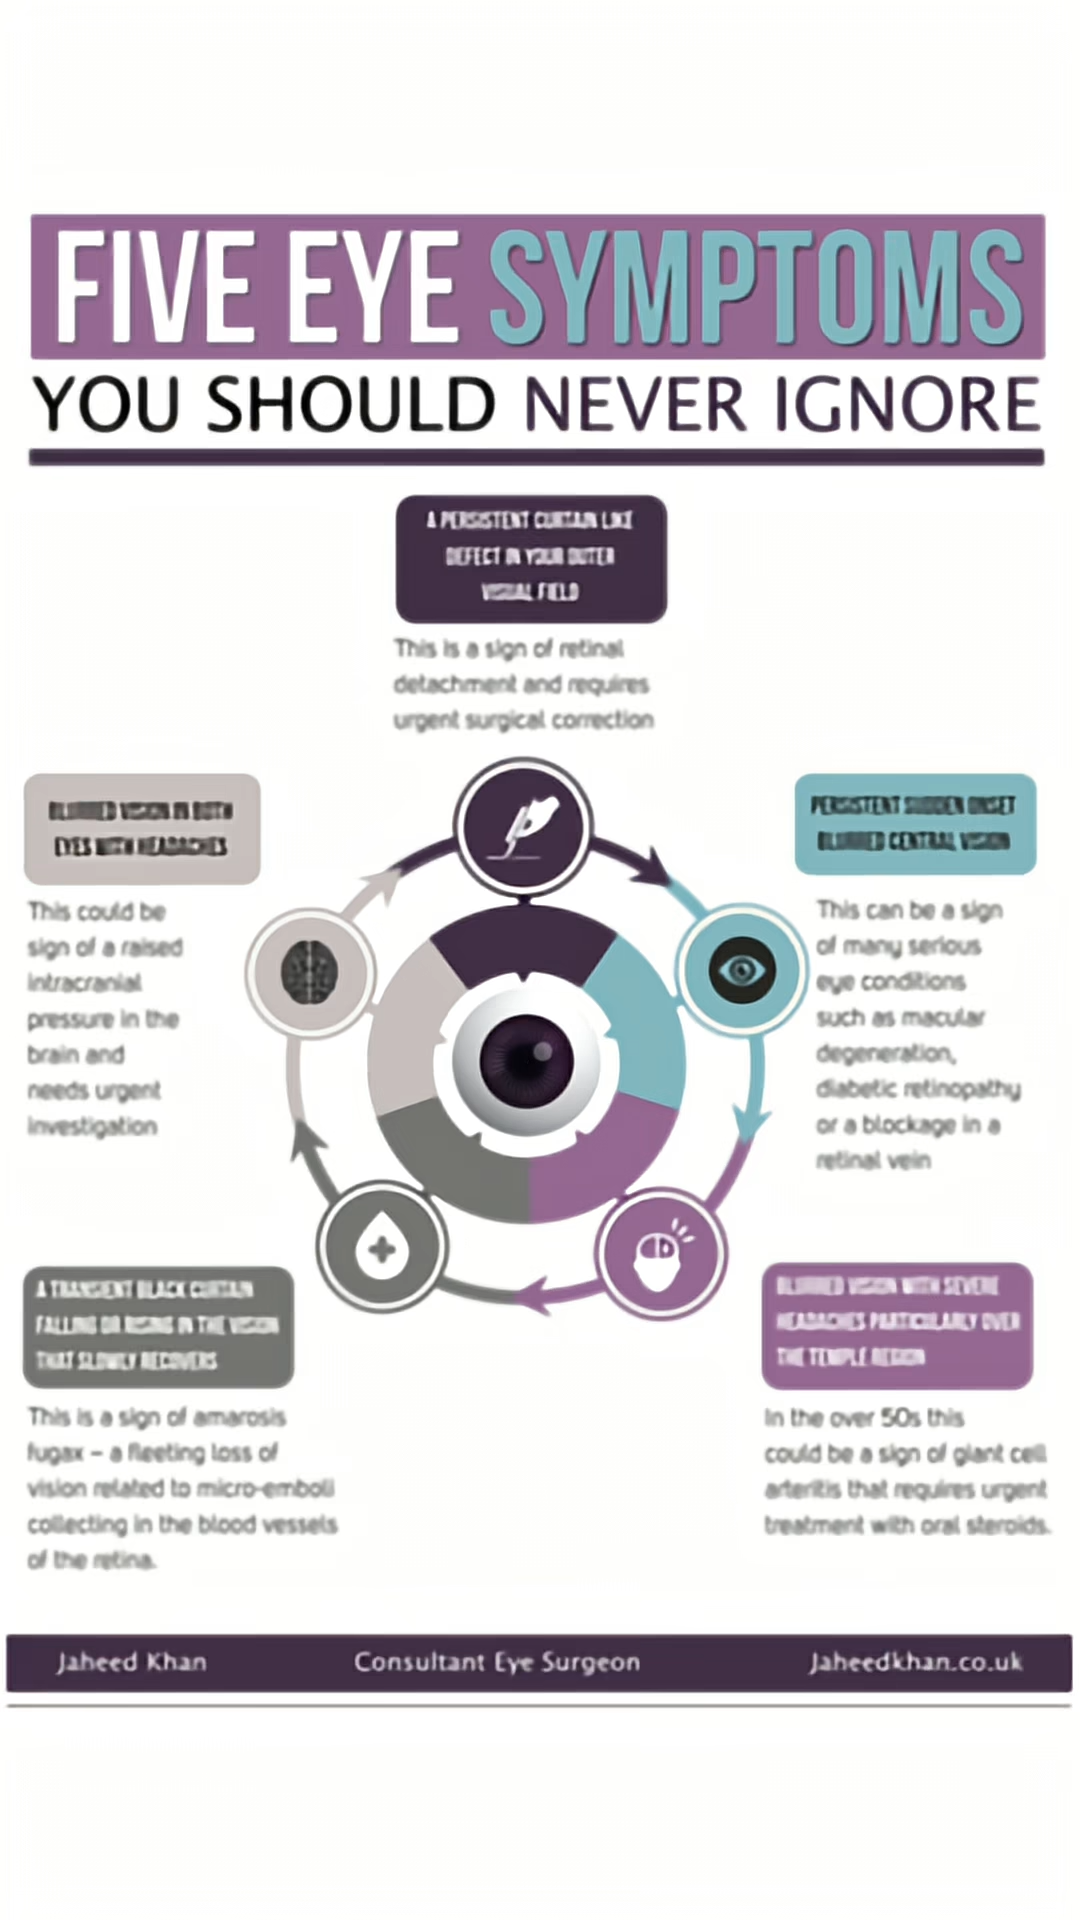 FIVE EYE SYMPTOMS
YOU SHOULD NEVER IGNORE
A PERSISTENT CURTAIN LIKE
DEFECT IN YOUR OUTER
VISUAL FIELD
This is a sign of retinal
detachment and requires
urgent surgical correction
BLURRED VISION IN BOTH
EYES WITH HEADACHES
This could be
sign of a raised
intracranial
pressure in the
brain and
needs urgent
investigation
PERSISTENT SUDDEN ONSET
BLURRED CENTRAL VISION
This can be a sign
of many serious
eye conditions
such as macular
degeneration,
diabetic retinopathy
or a blockage in a
retinal vein
A TRANSIENT BLACK CURTAIN
FALLING OR RISING IN THE VISION
THAT SLOWLY RECOVERS
This is a sign of amarosis
fugax – a fleeting loss of
vision related to micro-emboli
collecting in the blood vessels
of the retina.
BLURRED VISION WITH SEVERE
HEADACHES PARTICULARLY OVER
THE TEMPLE REGION
In the over 50s this
could be a sign of giant cell
arteritis that requires urgent
treatment with oral steroids.
Jaheed Khan Consultant Eye Surgeon Jaheedkhan.co.uk